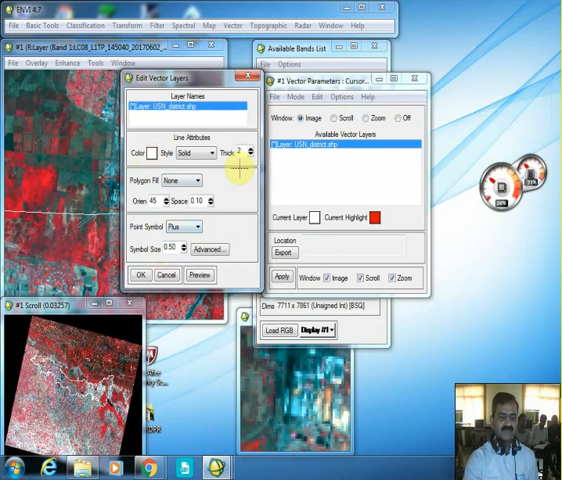 ENVI 4.7
File Basic Tools Classification Transform Filter Spectral Map Vector Topographic Radar Window Help
#1 (R:Layer (Band 1:LC08_L1TP_145040_20170602_
File Overlay Enhance Tools Window
Available Bands List
File Options
Edit Vector Layers
Layer Names
[*]Layer: USN_district.shp
Line Attributes
Color Style Solid Thick 2
Polygon Fill None
Orien 45 Space 0.10
Point Symbol Plus
Symbol Size 0.50 Advanced...
OK Cancel Preview
#1 Vector Parameters : Cursor...
File Mode Edit Options Help
Window: Image Scroll Zoom Off
Available Vector Layers
[*]Layer: USN_district.shp
Current Layer Current Highlight
Location
Export
Apply Window Image Scroll Zoom
Dims 7711 x 7861 (Unsigned Int) [BSQ]
Load RGB Display #1
#1 Scroll (0.03257)